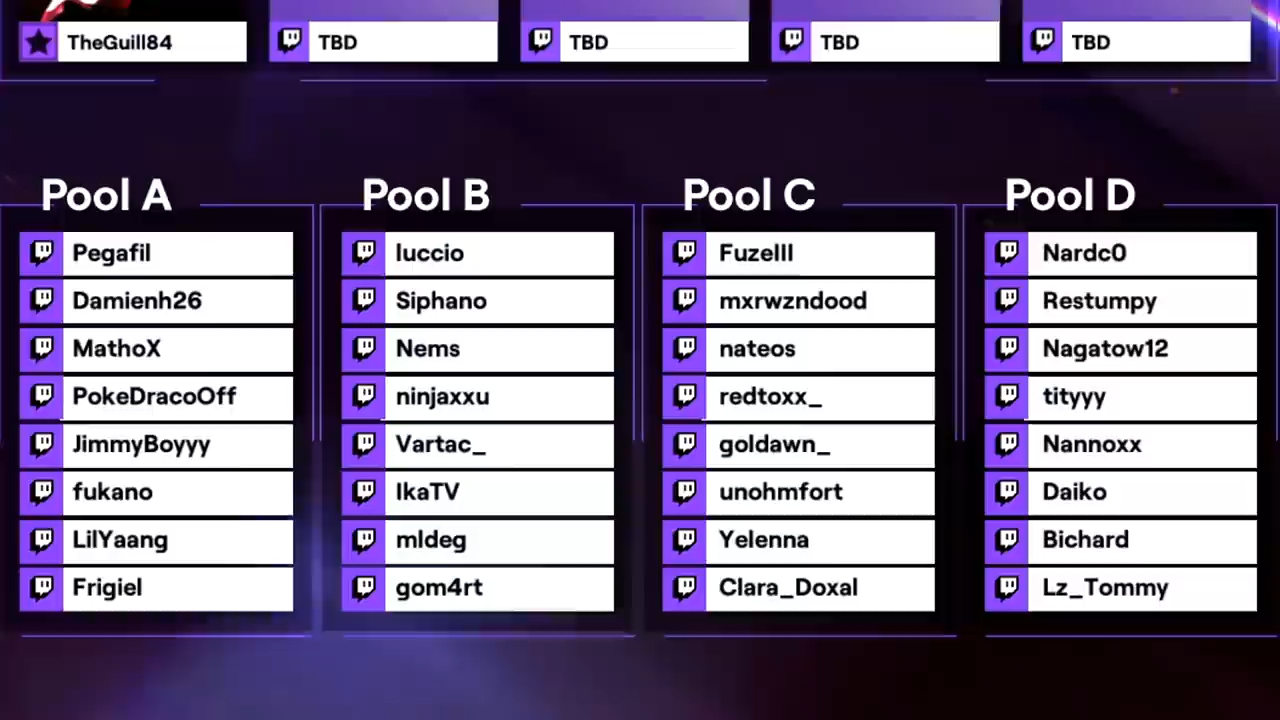 TheGuill84
TBD
TBD
TBD
TBD
Pool A
Pegafil
Damienh26
MathoX
PokeDracoOff
JimmyBoyyy
fukano
LilYaang
Frigiel
Pool B
luccio
Siphano
Nems
ninjaxxu
Vartac_
IkaTV
mldeg
gom4rt
Pool C
Fuzelll
mxrwzndood
nateos
redtoxx_
goldawn_
unohmfort
Yelenna
Clara_Doxal
Pool D
Nardc0
Restumpy
Nagatow12
tityyy
Nannoxx
Daiko
Bichard
Lz_Tommy